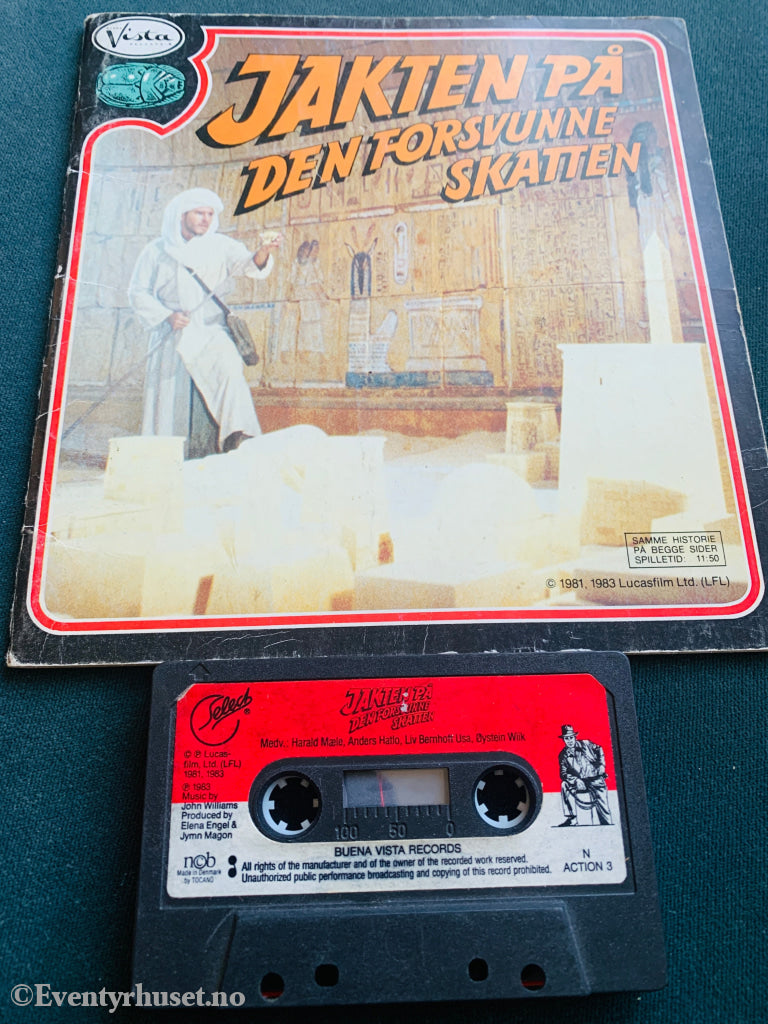 Vista
JAKTEN PÅ
DEN FORSVUNNE
SKATTEN
SAMME HISTORIE
PÅ BEGGE SIDER
SPILLETID: 11:50
© 1981, 1983 Lucasfilm Ltd. (LFL)
Select ®
JAKTEN PÅ
DEN FORSVUNNE
SKATTEN
Medv.: Harald Mæle, Anders Hatlo, Liv Bernhoft Osa, Øystein Wiik
© ℗ Lucas-
film, Ltd. (LFL)
1981, 1983
℗ 1983
Music by
John Williams
Produced by
Elena Engel &
Jymn Magon
100 50 0
BUENA VISTA RECORDS
ncb
Made in Denmark
by TOCANO
All rights of the manufacturer and of the owner of the recorded work reserved.
Unauthorized public performance broadcasting and copying of this record prohibited.
N
ACTION 3
©Eventyrhuset.no